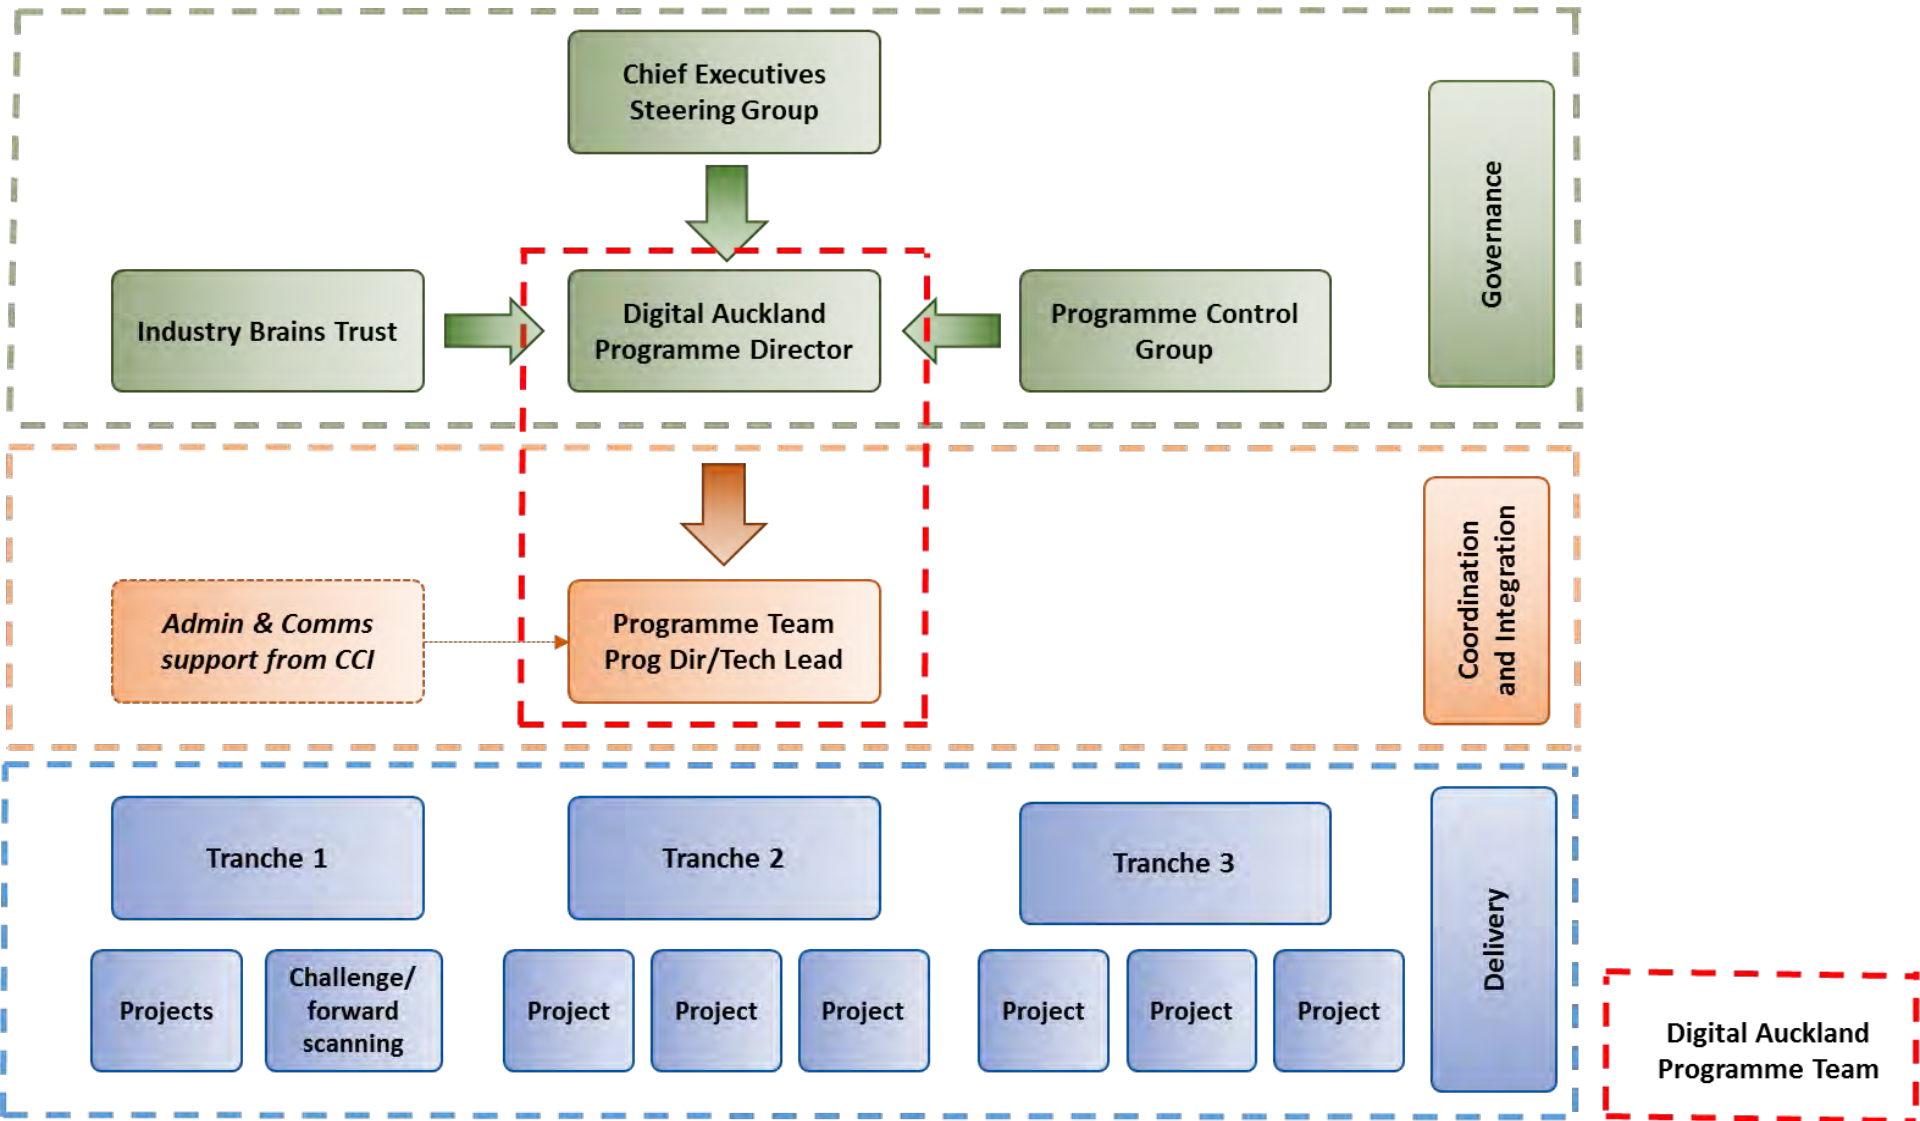 Chief Executives
Steering Group
Governance
Industry Brains Trust
Digital Auckland
Programme Director
Programme Control
Group
Coordination
and Integration
Admin & Comms
support from CCI
Programme Team
Prog Dir/Tech Lead
Tranche 1
Tranche 2
Tranche 3
Delivery
Projects
Challenge/
forward
scanning
Project
Project
Project
Project
Project
Project
Digital Auckland
Programme Team